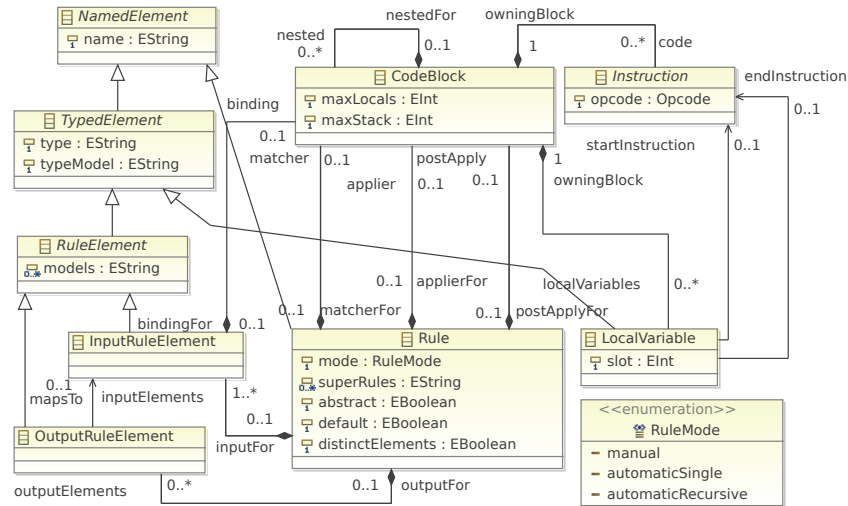 NamedElement
name : EString
nestedFor
nested
0..*
0..1
owningBlock
1
0..*
code
CodeBlock
maxLocals : EInt
maxStack : EInt
Instruction
opcode : Opcode
endInstruction
0..1
startInstruction
0..1
TypedElement
type : EString
typeModel : EString
binding
0..1
matcher
0..1
applier
postApply
0..1
0..1
1
owningBlock
RuleElement
0..*
models : EString
localVariables
0..*
0..1
applierFor
0..1
matcherFor
0..1
postApplyFor
bindingFor
0..1
InputRuleElement
Rule
mode : RuleMode
0..*
superRules : EString
abstract : EBoolean
default : EBoolean
distinctElements : EBoolean
LocalVariable
slot : EInt
0..1
mapsTo
inputElements
1..*
0..1
inputFor
OutputRuleElement
outputElements
0..*
0..1
outputFor
<<enumeration>>
RuleMode
manual
automaticSingle
automaticRecursive